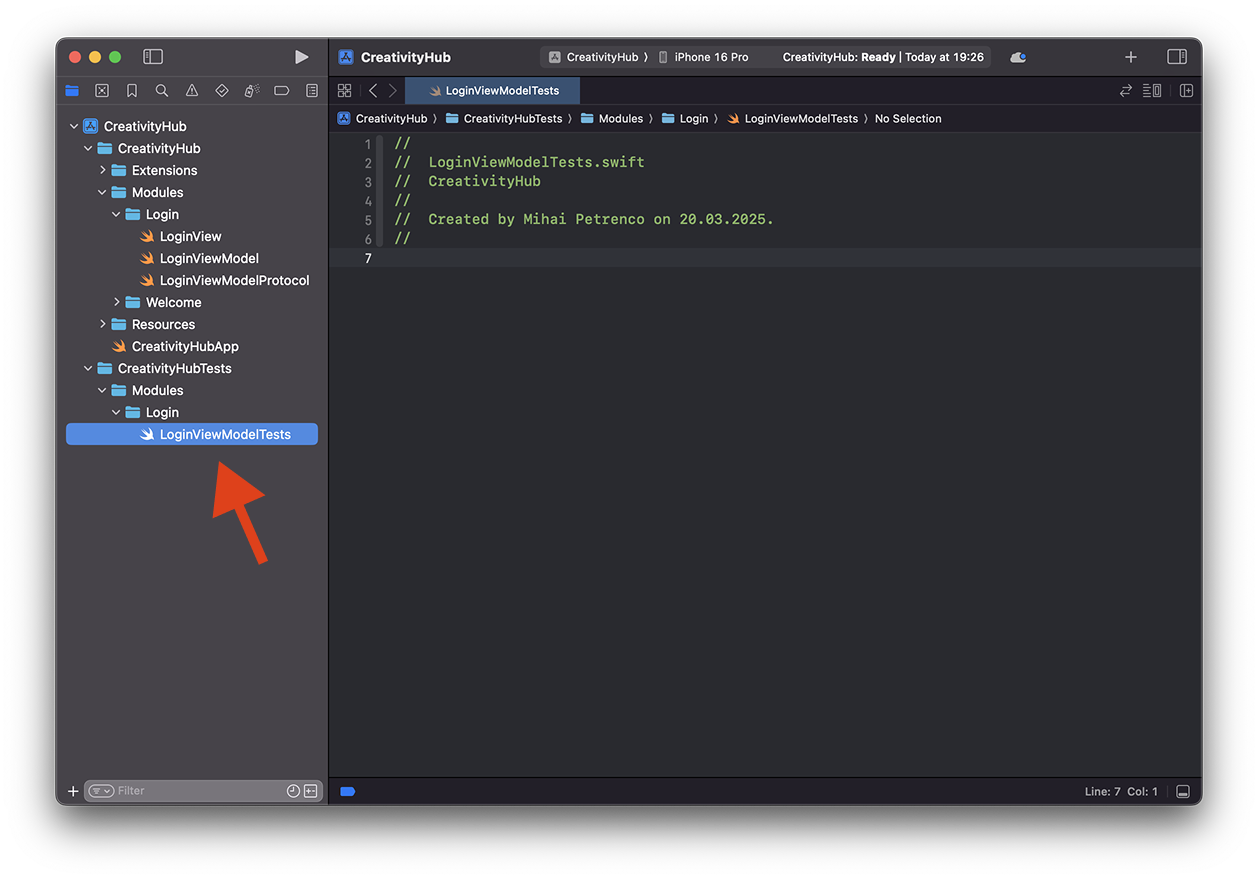 CreativityHub
CreativityHub iPhone 16 Pro CreativityHub: Ready | Today at 19:26
LoginViewModelTests
CreativityHub CreativityHubTests Modules Login LoginViewModelTests No Selection
CreativityHub
CreativityHub
Extensions
Modules
Login
LoginView
LoginViewModel
LoginViewModelProtocol
Welcome
Resources
CreativityHubApp
CreativityHubTests
Modules
Login
LoginViewModelTests
Filter
1 //
2 // LoginViewModelTests.swift
3 // CreativityHub
4 //
5 // Created by Mihai Petrenco on 20.03.2025.
6 //
7
Line: 7 Col: 1